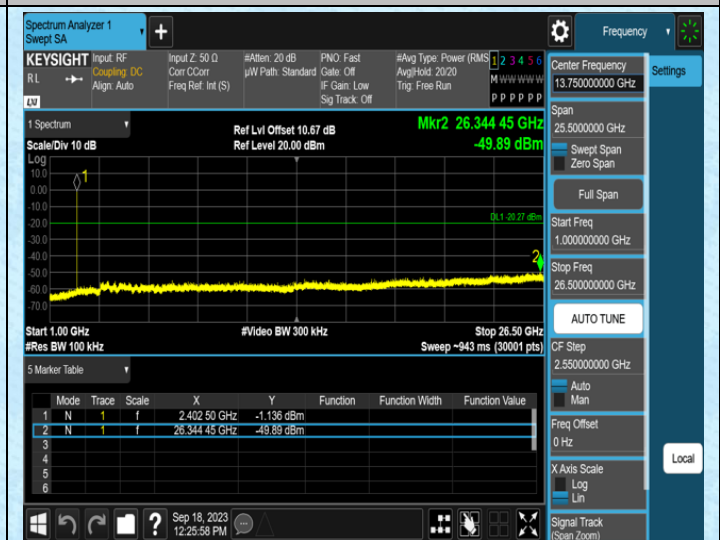 Spectrum Analyzer 1
Swept SA
Frequency
KEYSIGHT
RL
LXI
Input: RF
Coupling: DC
Align: Auto
Input Z: 50 Ω
Corr CCorr
Freq Ref: Int (S)
#Atten: 20 dB
µW Path: Standard
PNO: Fast
Gate: Off
IF Gain: Low
Sig Track: Off
#Avg Type: Power (RMS
Avg|Hold: 20/20
Trig: Free Run
1 2 3 4 5 6
M W W W W W
P P P P P P
1 Spectrum
Scale/Div 10 dB
Ref Lvl Offset 10.67 dB
Ref Level 20.00 dBm
Mkr2 26.344 45 GHz
-49.89 dBm
Log
10.0
0.00
-10.0
-20.0
-30.0
-40.0
-50.0
-60.0
-70.0
1
DL1 -20.27 dBm
2
Start 1.00 GHz
#Res BW 100 kHz
#Video BW 300 kHz
Stop 26.50 GHz
Sweep ~943 ms (30001 pts)
5 Marker Table
Mode Trace Scale X Y Function Function Width Function Value
1 N 1 f 2.402 50 GHz -1.136 dBm
2 N 1 f 26.344 45 GHz -49.89 dBm
3
4
5
6
Sep 18, 2023
12:25:58 PM
Center Frequency
13.750000000 GHz
Span
25.5000000 GHz
Swept Span
Zero Span
Full Span
Start Freq
1.000000000 GHz
Stop Freq
26.500000000 GHz
AUTO TUNE
CF Step
2.550000000 GHz
Auto
Man
Freq Offset
0 Hz
X Axis Scale
Log
Lin
Signal Track
(Span Zoom)
Settings
Local